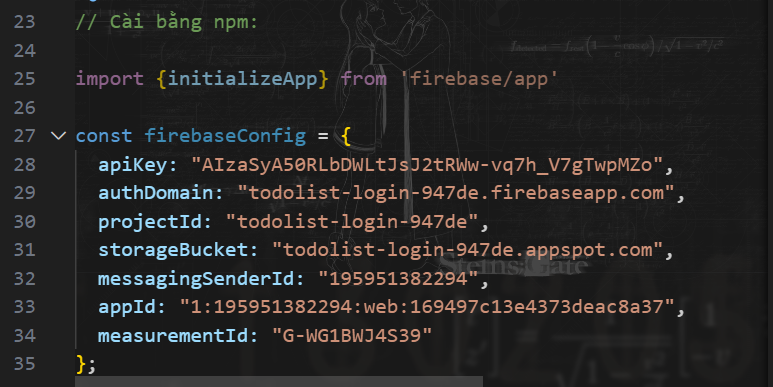 23 // Cài bằng npm:
24
25 import {initializeApp} from 'firebase/app'
26
27 const firebaseConfig = {
28 apiKey: "AIzaSyA50RLbDWLtJsJ2tRWw-vq7h_V7gTwpMZo",
29 authDomain: "todolist-login-947de.firebaseapp.com",
30 projectId: "todolist-login-947de",
31 storageBucket: "todolist-login-947de.appspot.com",
32 messagingSenderId: "195951382294",
33 appId: "1:195951382294:web:169497c13e4373deac8a37",
34 measurementId: "G-WG1BWJ4S39"
35 };
Steins;Gate